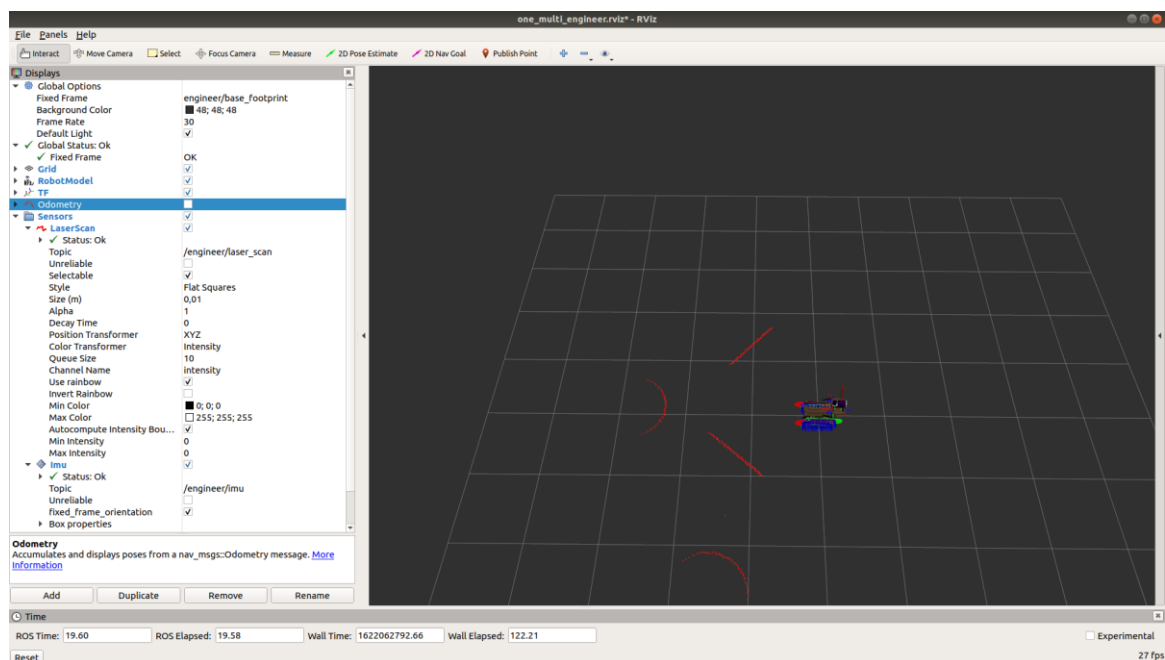 one_multi_engineer.rviz* - RViz
File Panels Help
Interact Move Camera Select Focus Camera Measure 2D Pose Estimate 2D Nav Goal Publish Point
Displays
Global Options
Fixed Frame engineer/base_footprint
Background Color 48; 48; 48
Frame Rate 30
Default Light
Global Status: Ok
Fixed Frame OK
Grid
RobotModel
TF
Odometry
Sensors
LaserScan
Status: Ok
Topic /engineer/laser_scan
Unreliable
Selectable
Style Flat Squares
Size (m) 0,01
Alpha 1
Decay Time 0
Position Transformer XYZ
Color Transformer Intensity
Queue Size 10
Channel Name intensity
Use rainbow
Invert Rainbow
Min Color 0; 0; 0
Max Color 255; 255; 255
Autocompute Intensity Bou...
Min Intensity 0
Max Intensity 0
Imu
Status: Ok
Topic /engineer/imu
Unreliable
fixed_frame_orientation
Box properties
Odometry
Accumulates and displays poses from a nav_msgs::Odometry message. More
Information
Add Duplicate Remove Rename
Time
ROS Time: 19.60 ROS Elapsed: 19.58 Wall Time: 1622062792.66 Wall Elapsed: 122.21 Experimental
Reset 27 fps